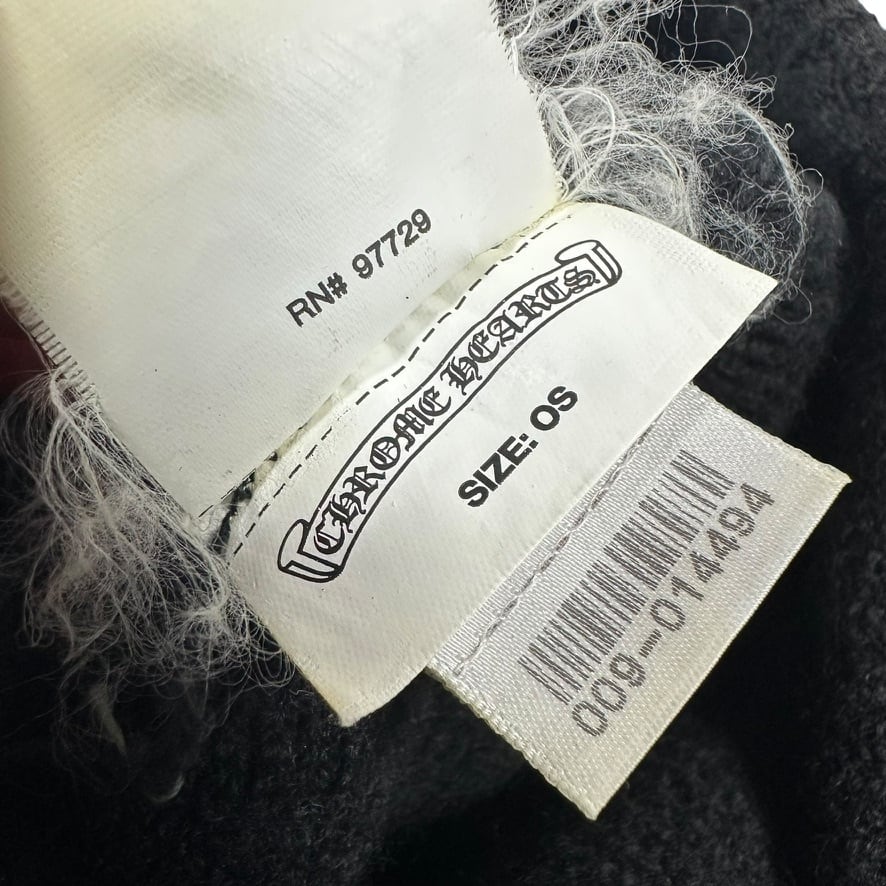 RN# 97729
CHROME HEARTS
SIZE: OS
009-014494